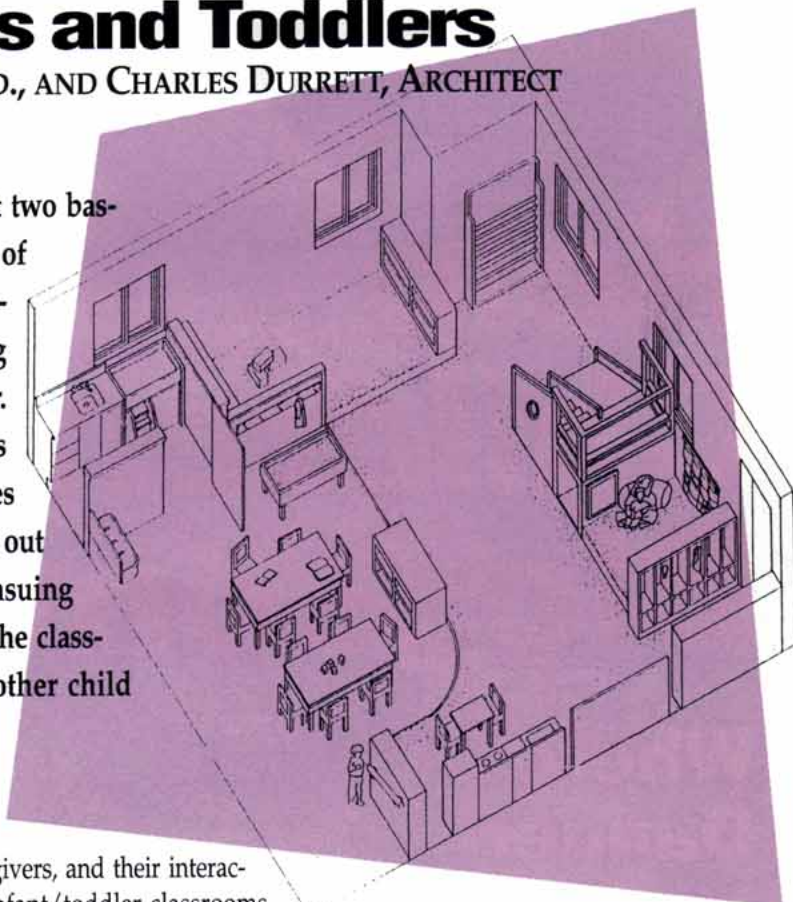 s and Toddlers
D., AND CHARLES DURRETT, ARCHITECT
t two bas-
of
-
g
r.
s
es
out
nsuing
he class-
other child
givers, and their interac-
nfant/toddler classrooms